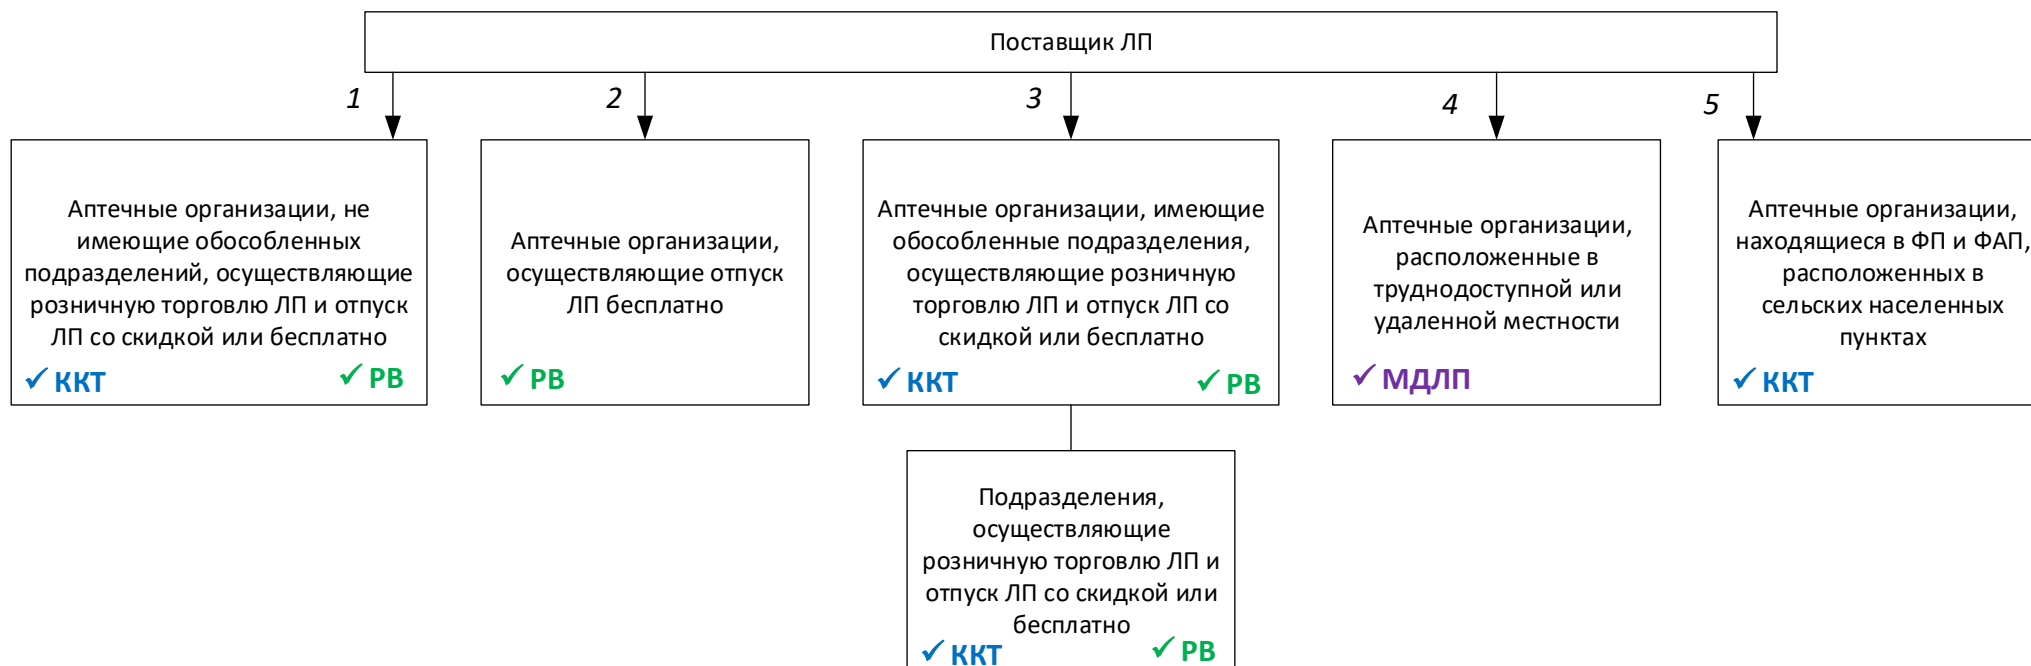 Поставщик ЛП
1
2
3
4
5
Аптечные организации, не
имеющие обособленных
подразделений, осуществляющие
розничную торговлю ЛП и отпуск
ЛП со скидкой или бесплатно
✓ ККТ
✓ РВ
Аптечные организации,
осуществляющие отпуск
ЛП бесплатно
✓ РВ
Аптечные организации, имеющие
обособленные подразделения,
осуществляющие розничную
торговлю ЛП и отпуск ЛП со
скидкой или бесплатно
✓ ККТ
✓ РВ
Аптечные организации,
расположенные в
труднодоступной или
удаленной местности
✓ МДЛП
Аптечные организации,
находящиеся в ФП и ФАП,
расположенных в
сельских населенных
пунктах
✓ ККТ
Подразделения,
осуществляющие
розничную торговлю ЛП и
отпуск ЛП со скидкой или
бесплатно
✓ ККТ
✓ РВ